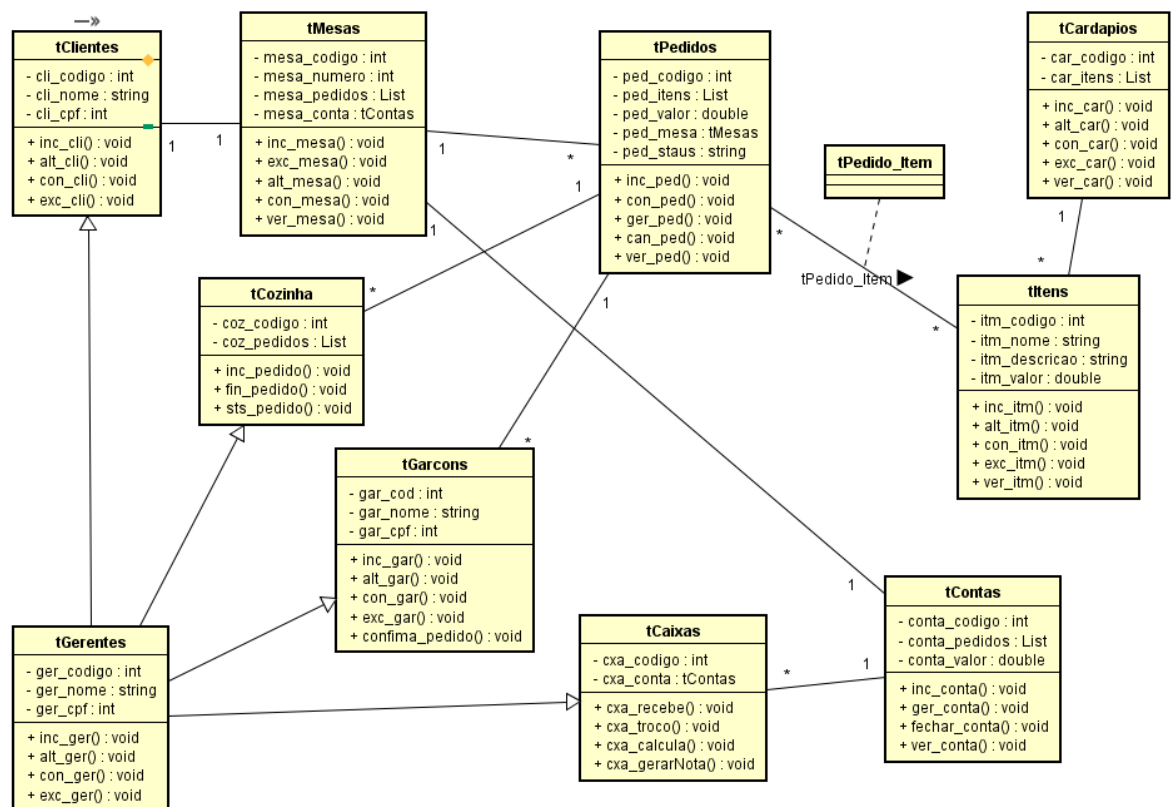 tClientes
- cli_codigo : int
- cli_nome : string
- cli_cpf : int
+ inc_cli() : void
+ alt_cli() : void
+ con_cli() : void
+ exc_cli() : void
1
1
tMesas
- mesa_codigo : int
- mesa_numero : int
- mesa_pedidos : List
- mesa_conta : tContas
+ inc_mesa() : void
+ exc_mesa() : void
+ alt_mesa() : void
+ con_mesa() : void
+ ver_mesa() : void
1
*
1
1
tPedidos
- ped_codigo : int
- ped_itens : List
- ped_valor : double
- ped_mesa : tMesas
- ped_staus : string
+ inc_ped() : void
+ con_ped() : void
+ ger_ped() : void
+ can_ped() : void
+ ver_ped() : void
*
1
tPedido_Item
tPedido_Item ▶
*
tCardapios
- car_codigo : int
- car_itens : List
+ inc_car() : void
+ alt_car() : void
+ con_car() : void
+ exc_car() : void
+ ver_car() : void
1
*
tItens
- itm_codigo : int
- itm_nome : string
- itm_descricao : string
- itm_valor : double
+ inc_itm() : void
+ alt_itm() : void
+ con_itm() : void
+ exc_itm() : void
+ ver_itm() : void
tCozinha
- coz_codigo : int
- coz_pedidos : List
+ inc_pedido() : void
+ fin_pedido() : void
+ sts_pedido() : void
*
*
tGarcons
- gar_cod : int
- gar_nome : string
- gar_cpf : int
+ inc_gar() : void
+ alt_gar() : void
+ con_gar() : void
+ exc_gar() : void
+ confima_pedido() : void
tGerentes
- ger_codigo : int
- ger_nome : string
- ger_cpf : int
+ inc_ger() : void
+ alt_ger() : void
+ con_ger() : void
+ exc_ger() : void
tCaixas
- cxa_codigo : int
- cxa_conta : tContas
+ cxa_recebe() : void
+ cxa_troco() : void
+ cxa_calcula() : void
+ cxa_gerarNota() : void
*
1
1
tContas
- conta_codigo : int
- conta_pedidos : List
- conta_valor : double
+ inc_conta() : void
+ ger_conta() : void
+ fechar_conta() : void
+ ver_conta() : void